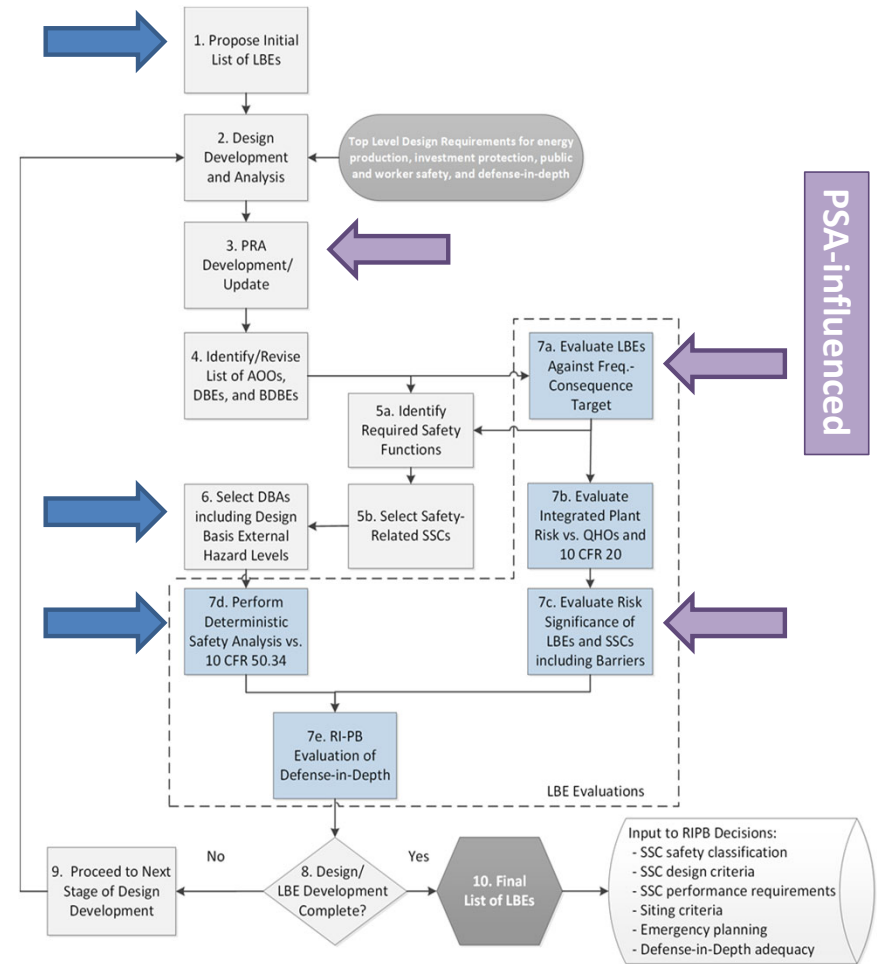 1. Propose Initial
List of LBEs
2. Design
Development
and Analysis
Top Level Design Requirements for energy
production, investment protection, public
and worker safety, and defense-in-depth
PSA-influenced
3. PRA
Development/
Update
4. Identify/Revise
List of AOOs,
DBEs, and BDBEs
7a. Evaluate LBEs
Against Freq.-
Consequence
Target
5a. Identify
Required Safety
Functions
6. Select DBAs
including Design
Basis External
Hazard Levels
5b. Select Safety-
Related SSCs
7b. Evaluate
Integrated Plant
Risk vs. QHOs and
10 CFR 20
7d. Perform
Deterministic
Safety Analysis vs.
10 CFR 50.34
7c. Evaluate Risk
Significance of
LBEs and SSCs
including Barriers
7e. RI-PB
Evaluation of
Defense-in-Depth
LBE Evaluations
9. Proceed to Next
Stage of Design
Development
No
8. Design/
LBE Development
Complete?
Yes
10. Final
List of LBEs
Input to RIPB Decisions:
- SSC safety classification
- SSC design criteria
- SSC performance requirements
- Siting criteria
- Emergency planning
- Defense-in-Depth adequacy